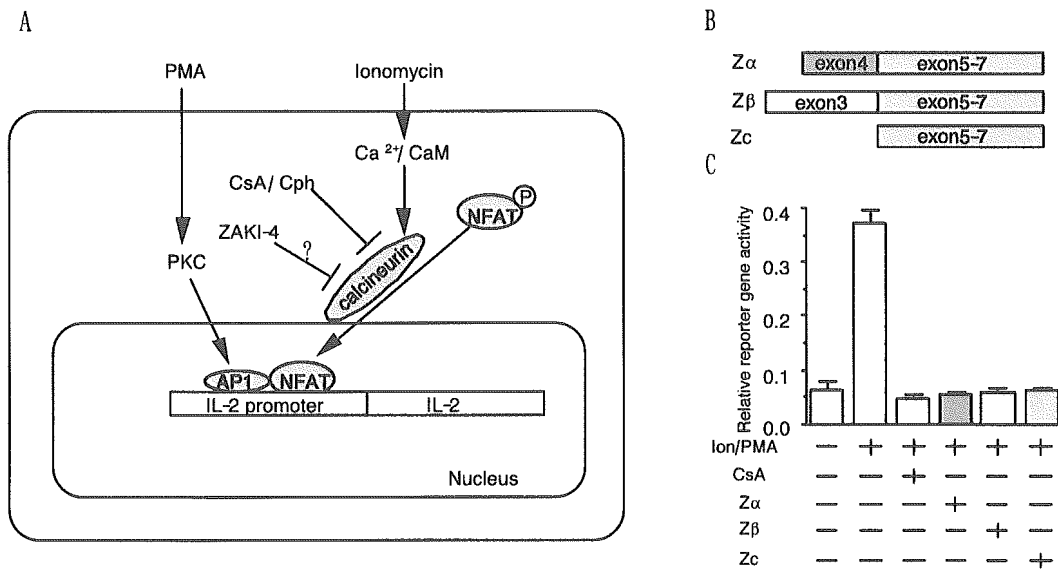 A
PMA
Ionomycin
Ca 2+/ CaM
CsA/ Cph
ZAKI-4
?
PKC
calcineurin
NFAT
P
AP1
NFAT
IL-2 promoter
IL-2
Nucleus
B
Zα
exon4
exon5-7
Zβ
exon3
exon5-7
Zc
exon5-7
C
Relative reporter gene activity
0.4
0.3
0.2
0.1
0.0
Ion/PMA − + + + + +
CsA − − + − − −
Zα − − − + − −
Zβ − − − − + −
Zc − − − − − +